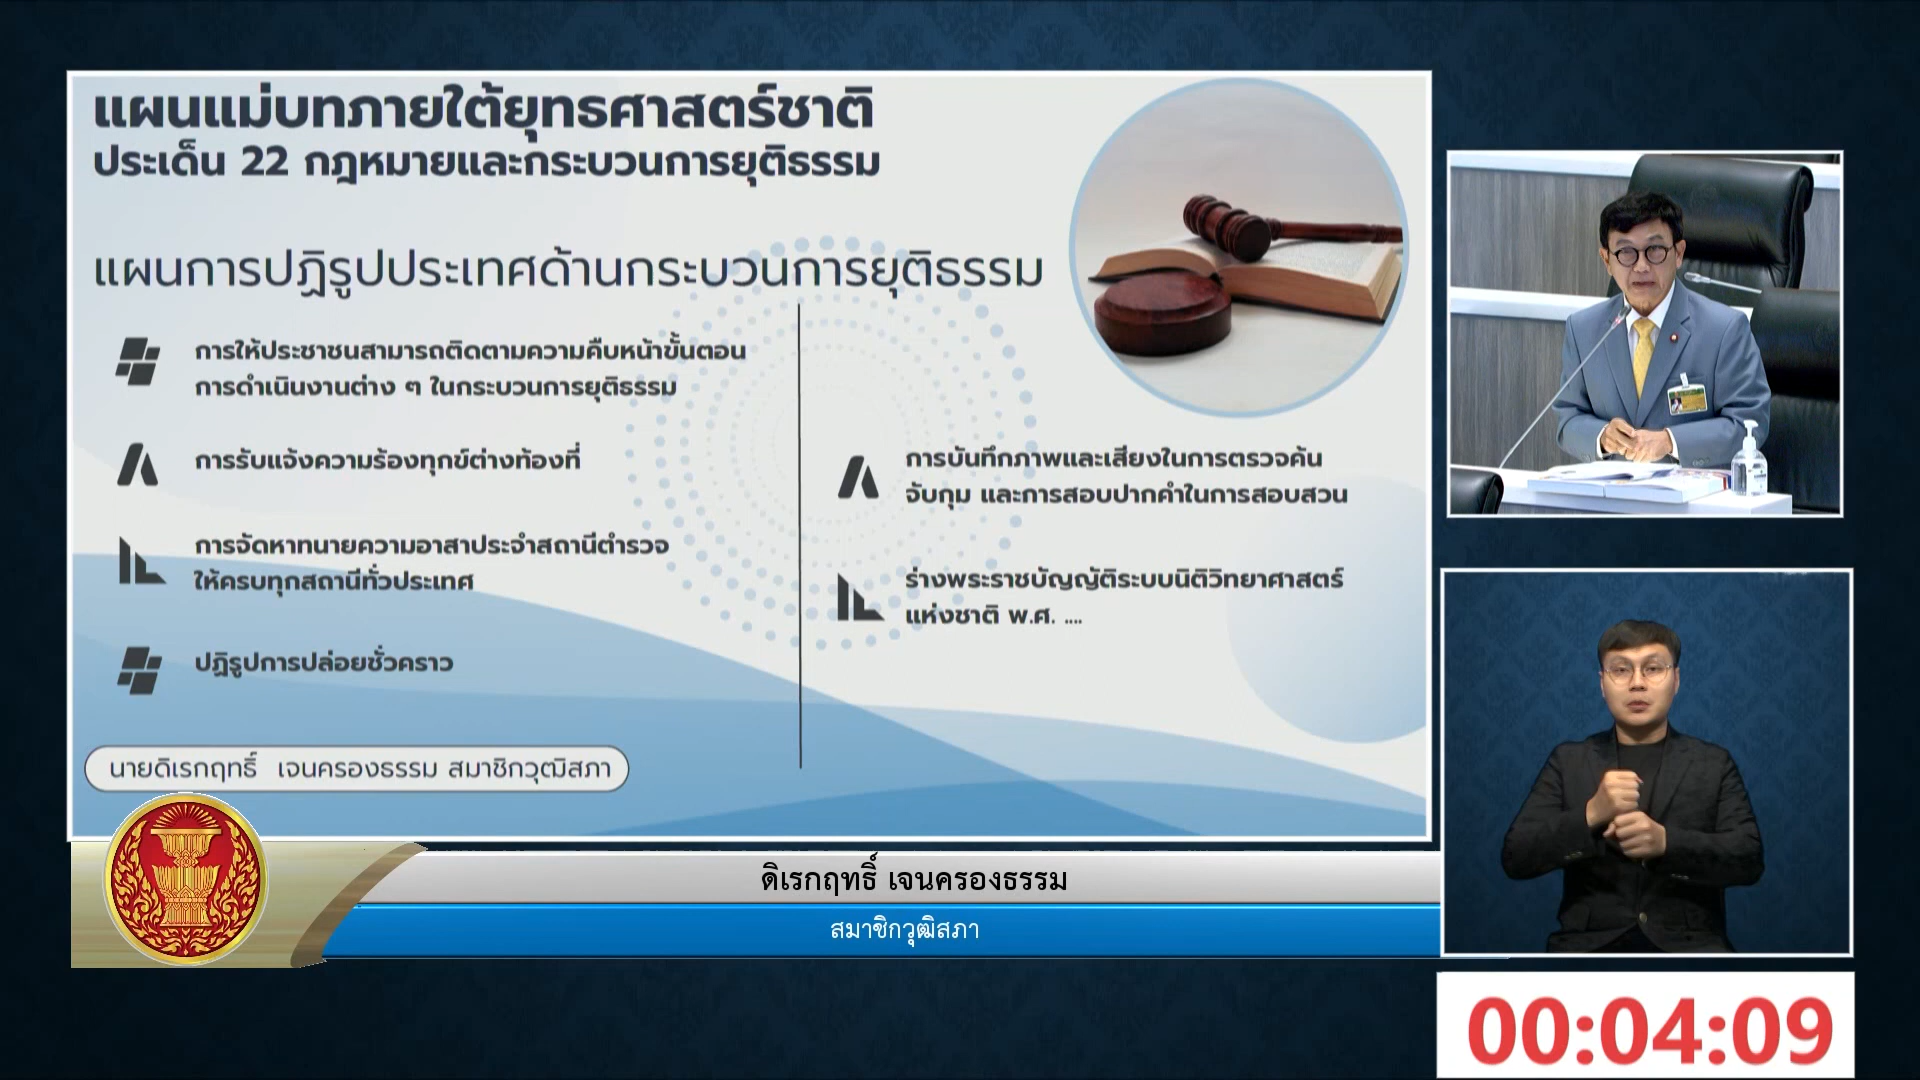 แผนแม่บทภายใต้ยุทธศาสตร์ชาติ
ประเด็น 22 กฎหมายและกระบวนการยุติธรรม
แผนการปฏิรูปประเทศด้านกระบวนการยุติธรรม
การให้ประชาชนสามารถติดตามความคืบหน้าขั้นตอน
การดำเนินงานต่าง ๆ ในกระบวนการยุติธรรม
การรับแจ้งความร้องทุกข์ต่างท้องที่
การจัดหาทนายความอาสาประจำสถานีตำรวจ
ให้ครบทุกสถานีทั่วประเทศ
ปฏิรูปการปล่อยชั่วคราว
การบันทึกภาพและเสียงในการตรวจค้น
จับกุม และการสอบปากคำในการสอบสวน
ร่างพระราชบัญญัติระบบนิติวิทยาศาสตร์
แห่งชาติ พ.ศ. ....
นายดิเรกฤทธิ์ เจนครองธรรม สมาชิกวุฒิสภา
ดิเรกฤทธิ์ เจนครองธรรม
สมาชิกวุฒิสภา
00:04:09